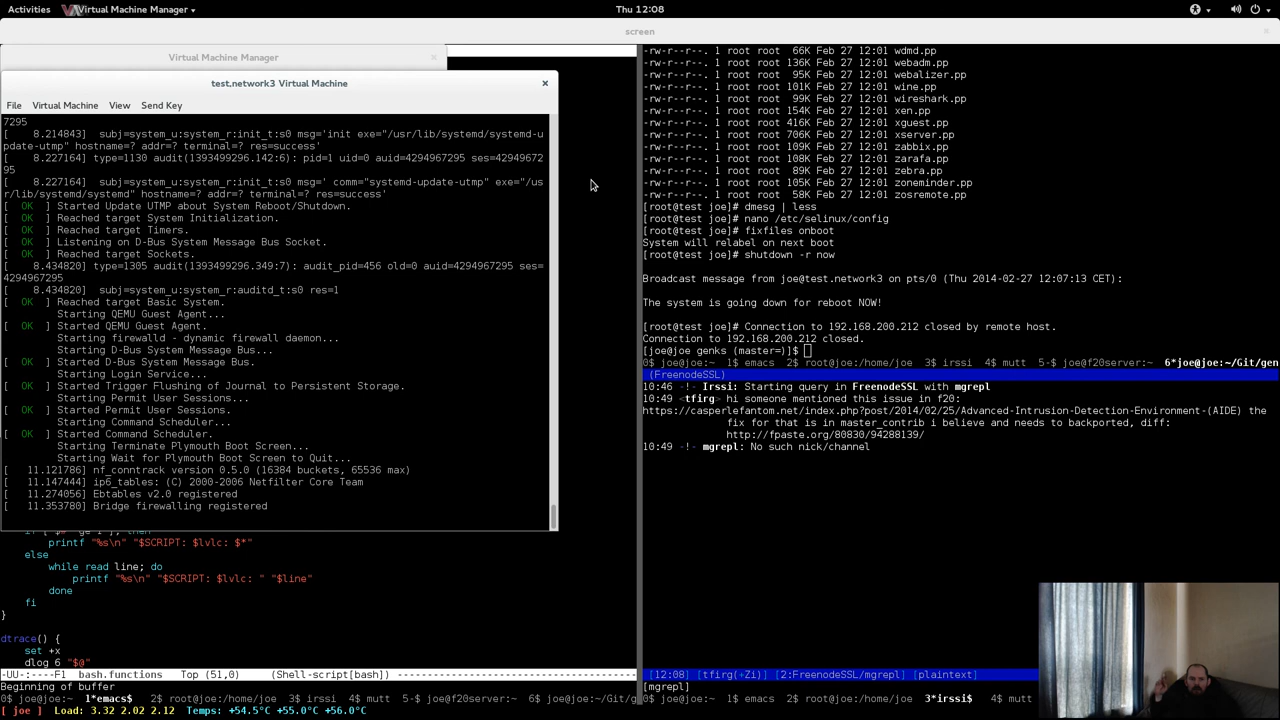 Activities
Virtual Machine Manager
Thu 12:08
screen
Virtual Machine Manager
test.network3 Virtual Machine
File Virtual Machine View Send Key
7295
[    8.214843]  subj=system_u:system_r:init_t:s0 msg='init exe="/usr/lib/systemd/systemd-u
pdate-utmp" hostname=? addr=? terminal=? res=success'
[    8.227164] type=1130 audit(1393499296.142:6): pid=1 uid=0 auid=4294967295 ses=42949672
95
[    8.227164]  subj=system_u:system_r:init_t:s0 msg=' comm="systemd-update-utmp" exe="/us
r/lib/systemd/systemd" hostname=? addr=? terminal=? res=success'
[  OK  ] Started Update UTMP about System Reboot/Shutdown.
[  OK  ] Reached target System Initialization.
[  OK  ] Reached target Timers.
[  OK  ] Listening on D-Bus System Message Bus Socket.
[  OK  ] Reached target Sockets.
[    8.434820] type=1305 audit(1393499296.349:7): audit_pid=456 old=0 auid=4294967295 ses=
4294967295
[    8.434820]  subj=system_u:system_r:auditd_t:s0 res=1
[  OK  ] Reached target Basic System.
Starting QEMU Guest Agent...
[  OK  ] Started QEMU Guest Agent.
Starting firewalld - dynamic firewall daemon...
Starting D-Bus System Message Bus...
[  OK  ] Started D-Bus System Message Bus.
Starting Login Service...
[  OK  ] Started Trigger Flushing of Journal to Persistent Storage.
Starting Permit User Sessions...
[  OK  ] Started Permit User Sessions.
Starting Command Scheduler...
[  OK  ] Started Command Scheduler.
Starting Terminate Plymouth Boot Screen...
Starting Wait for Plymouth Boot Screen to Quit...
[   11.121786] nf_conntrack version 0.5.0 (16384 buckets, 65536 max)
[   11.147444] ip6_tables: (C) 2000-2006 Netfilter Core Team
[   11.274056] Ebtables v2.0 registered
[   11.353780] Bridge firewalling registered
printf "%s\n" "$SCRIPT: $lvlc: $*"
else
while read line; do
printf "%s\n" "$SCRIPT: $lvlc: " "$line"
done
fi
}
dtrace() {
set +x
dlog 6 "$@"
-UU-:----F1  bash.functions   Top (51,0)     (Shell-script[bash])
Beginning of buffer
0$ joe@joe:~  1*emacs$  2$ root@joe:/home/joe  3$ irssi  4$ mutt  5-$ joe@f20server:~  6$ joe@joe:~/Git/g
[ joe ]  Load: 3.32 2.02 2.12  Temps: +54.5°C +55.0°C +56.0°C
-rw-r--r--. 1 root root  66K Feb 27 12:01 wdmd.pp
-rw-r--r--. 1 root root 136K Feb 27 12:01 webadm.pp
-rw-r--r--. 1 root root  95K Feb 27 12:01 webalizer.pp
-rw-r--r--. 1 root root 101K Feb 27 12:01 wine.pp
-rw-r--r--. 1 root root  99K Feb 27 12:01 wireshark.pp
-rw-r--r--. 1 root root 154K Feb 27 12:01 xen.pp
-rw-r--r--. 1 root root 416K Feb 27 12:01 xguest.pp
-rw-r--r--. 1 root root 706K Feb 27 12:01 xserver.pp
-rw-r--r--. 1 root root 109K Feb 27 12:01 zabbix.pp
-rw-r--r--. 1 root root 108K Feb 27 12:01 zarafa.pp
-rw-r--r--. 1 root root  89K Feb 27 12:01 zebra.pp
-rw-r--r--. 1 root root 105K Feb 27 12:01 zoneminder.pp
-rw-r--r--. 1 root root  58K Feb 27 12:01 zosremote.pp
[root@test joe]# dmesg | less
[root@test joe]# nano /etc/selinux/config
[root@test joe]# fixfiles onboot
System will relabel on next boot
[root@test joe]# shutdown -r now
Broadcast message from joe@test.network3 on pts/0 (Thu 2014-02-27 12:07:13 CET):
The system is going down for reboot NOW!
[root@test joe]# Connection to 192.168.200.212 closed by remote host.
Connection to 192.168.200.212 closed.
[joe@joe genks (master=)]$
0$ joe@joe:~  1$ emacs  2$ root@joe:/home/joe  3$ irssi  4$ mutt  5-$ joe@f20server:~  6*joe@joe:~/Git/gen
(FreenodeSSL)
10:46 -!- Irssi: Starting query in FreenodeSSL with mgrepl
10:49 <tfirg> hi someone mentioned this issue in f20:
https://casperlefantom.net/index.php?post/2014/02/25/Advanced-Intrusion-Detection-Environment-(AIDE) the
fix for that is in master_contrib i believe and needs to backported, diff:
http://fpaste.org/80830/94288139/
10:49 -!- mgrepl: No such nick/channel
[12:08] [tfirg(+Zi)] [2:FreenodeSSL/mgrepl] [plaintext]
[mgrepl]
0$ joe@joe:~  1$ emacs  2$ root@joe:/home/joe  3*irssi$  4$ mutt